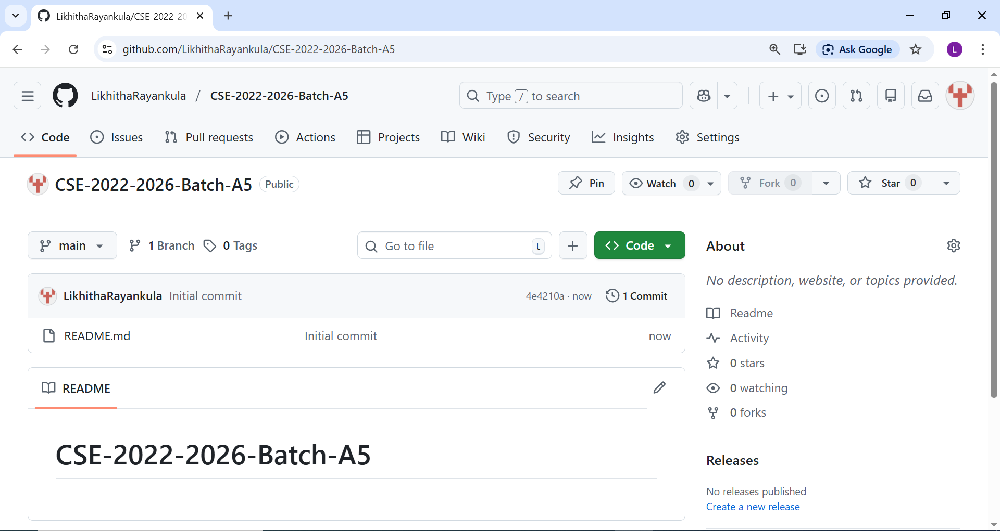 LikhithaRayankula/CSE-2022-20
github.com/LikhithaRayankula/CSE-2022-2026-Batch-A5
Ask Google
L
LikhithaRayankula / CSE-2022-2026-Batch-A5
Type / to search
Code
Issues
Pull requests
Actions
Projects
Wiki
Security
Insights
Settings
CSE-2022-2026-Batch-A5 Public
Pin
Watch 0
Fork 0
Star 0
main
1 Branch
0 Tags
Go to file t
Code
LikhithaRayankula Initial commit 4e4210a · now 1 Commit
README.md Initial commit now
README
CSE-2022-2026-Batch-A5
About
No description, website, or topics provided.
Readme
Activity
0 stars
0 watching
0 forks
Releases
No releases published
Create a new release